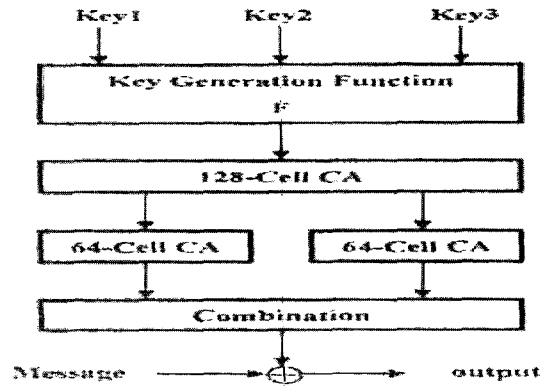 Key1 Key2 Key3
Key Generation Function
F
128-Cell CA
64-Cell CA 64-Cell CA
Combination
Message output